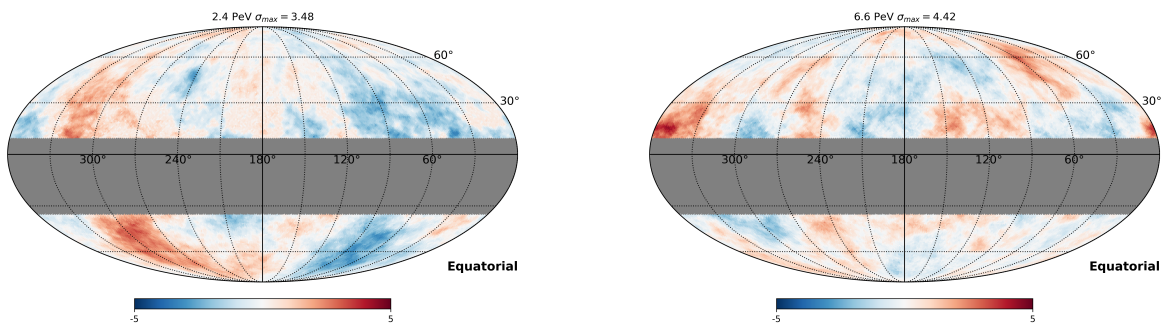 2.4 PeV σmax = 3.48
60°
30°
300° 240° 180° 120° 60°
Equatorial
-5 5
6.6 PeV σmax = 4.42
60°
30°
300° 240° 180° 120° 60°
Equatorial
-5 5